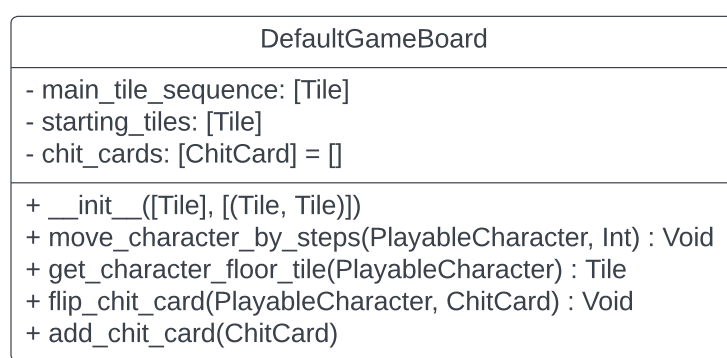 DefaultGameBoard
- main_tile_sequence: [Tile]
- starting_tiles: [Tile]
- chit_cards: [ChitCard] = []
+ __init__([Tile], [(Tile, Tile)])
+ move_character_by_steps(PlayableCharacter, Int) : Void
+ get_character_floor_tile(PlayableCharacter) : Tile
+ flip_chit_card(PlayableCharacter, ChitCard) : Void
+ add_chit_card(ChitCard)